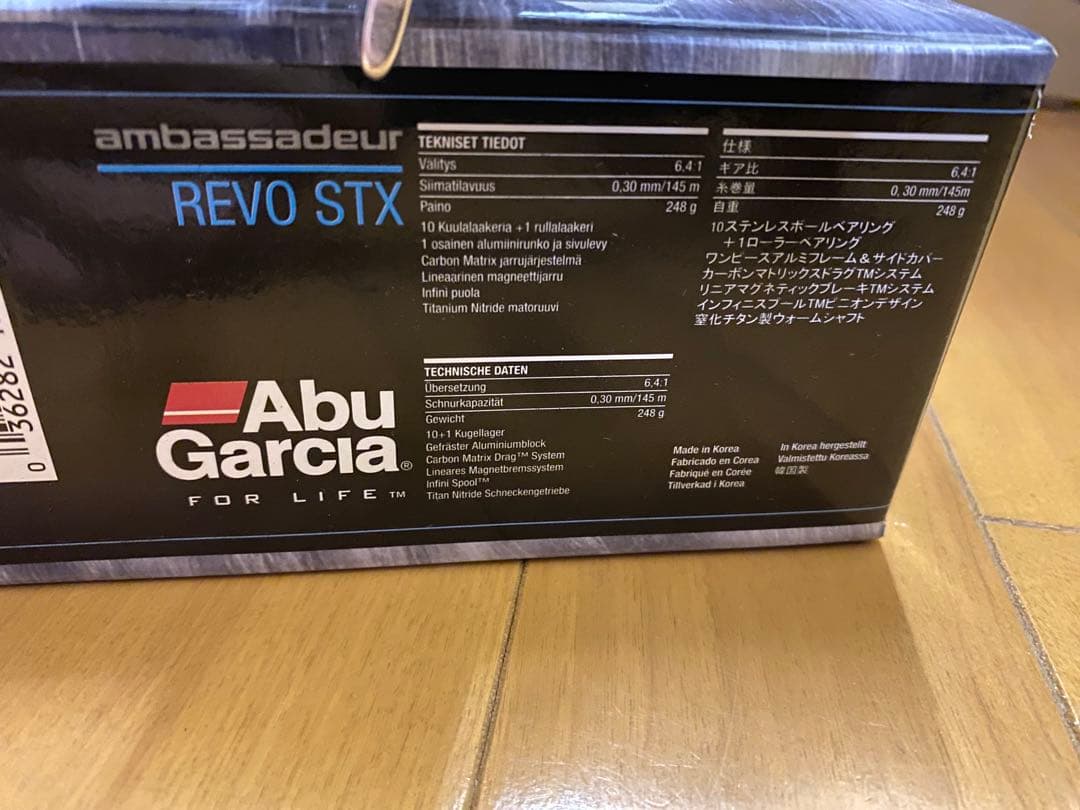 ambassadeur
REVO STX
TEKNISET TIEDOT
Välitys 6,4:1
Siimatilavuus 0,30 mm/145 m
Paino 248 g
10 Kuulalaakeria +1 rullalaakeri
1 osainen alumiinirunko ja sivulevy
Carbon Matrix jarrujärjestelmä
Lineaarinen magneettijarru
Infini puola
Titanium Nitride matoruuvi
仕様
ギア比 6,4:1
糸巻量 0, 30 mm/145m
自重 248 g
10ステンレスボールベアリング
+1ローラーベアリング
ワンピースアルミフレーム&サイドカバー
カーボンマトリックスドラグTMシステム
リニアマグネティックブレーキTMシステム
インフィニスプールTMピニオンデザイン
窒化チタン製ウォームシャフト
TECHNISCHE DATEN
Übersetzung 6,4:1
Schnurkapazität 0,30 mm/145 m
Gewicht 248 g
10+1 Kugellager
Gefräster Aluminiumblock
Carbon Matrix Drag™ System
Lineares Magnetbremssystem
Infini Spool™
Titan Nitride Schneckengetriebe
Abu
Garcia®
FOR LIFE™
Made in Korea
Fabricado en Corea
Fabriqué en Corée
Tillverkad i Korea
In Korea hergestellt
Valmistettu Koreassa
韓国製
0 36282